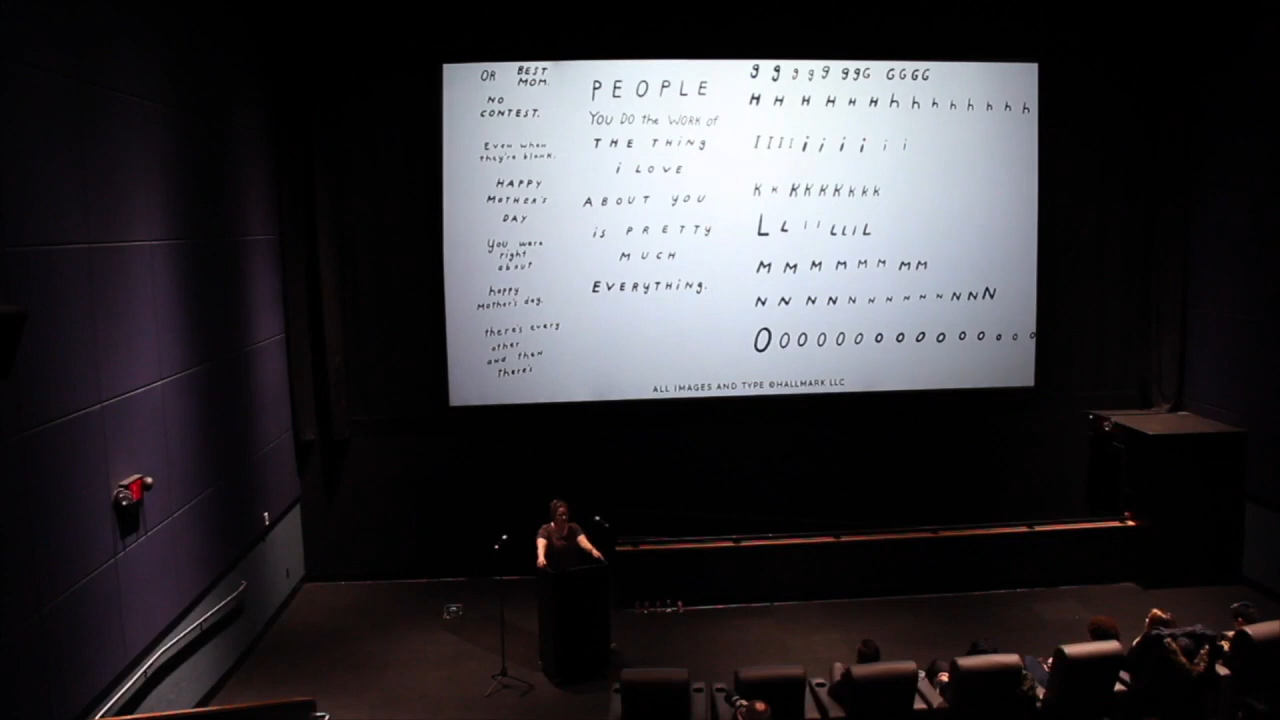 OR BEST
MOM.
NO
CONTEST.
Even when
they're blank.
HAPPY
MOTHER'S
DAY
You were
right
about
happy
Mother's day.
there's every
other
and then
there's
PEOPLE
YOU DO the WORK of
THE THiNg
i LOVE
ABOUT YOU
is PRETTY
MUCH
EVERYTHiNG.
g g g g g g g G G G G G
H H H H H H H h h h h h h h h
I I I I i i i i i i
K K K K K K K K K K
L L l l L L I L
M M M M M M M M M
N N N N N N N N N N N N N N
O O O O O O O O O O O O O O O
ALL IMAGES AND TYPE ©HALLMARK LLC